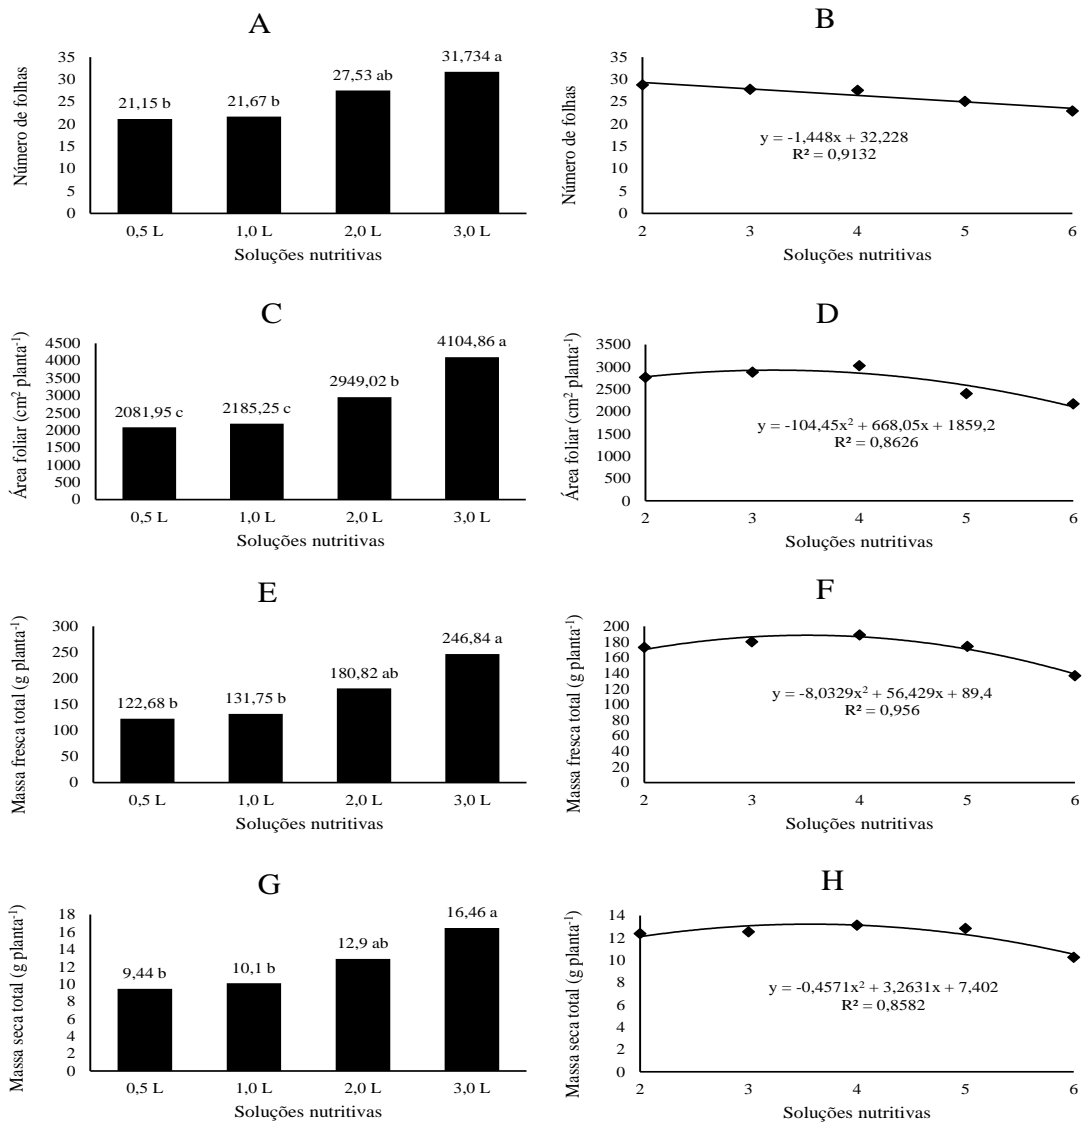 A
Número de folhas
35
30
25
20
15
10
5
0
21,15 b
21,67 b
27,53 ab
31,734 a
0,5 L
1,0 L
2,0 L
3,0 L
Soluções nutritivas
B
Número de folhas
35
30
25
20
15
10
5
0
y = -1,448x + 32,228
R² = 0,9132
2
3
4
5
6
Soluções nutritivas
C
Área foliar (cm² planta⁻¹)
4500
4000
3500
3000
2500
2000
1500
1000
500
0
2081,95 c
2185,25 c
2949,02 b
4104,86 a
0,5 L
1,0 L
2,0 L
3,0 L
Soluções nutritivas
D
Área foliar (cm² planta⁻¹)
3500
3000
2500
2000
1500
1000
500
0
y = -104,45x² + 668,05x + 1859,2
R² = 0,8626
2
3
4
5
6
Soluções nutritivas
E
Massa fresca total (g planta⁻¹)
300
250
200
150
100
50
0
122,68 b
131,75 b
180,82 ab
246,84 a
0,5 L
1,0 L
2,0 L
3,0 L
Soluções nutritivas
F
Massa fresca total (g planta⁻¹)
200
180
160
140
120
100
80
60
40
20
0
y = -8,0329x² + 56,429x + 89,4
R² = 0,956
2
3
4
5
6
Soluções nutritivas
G
Massa seca total (g planta⁻¹)
18
16
14
12
10
8
6
4
2
0
9,44 b
10,1 b
12,9 ab
16,46 a
0,5 L
1,0 L
2,0 L
3,0 L
Soluções nutritivas
H
Massa seca total (g planta⁻¹)
14
12
10
8
6
4
2
0
y = -0,4571x² + 3,2631x + 7,402
R² = 0,8582
2
3
4
5
6
Soluções nutritivas